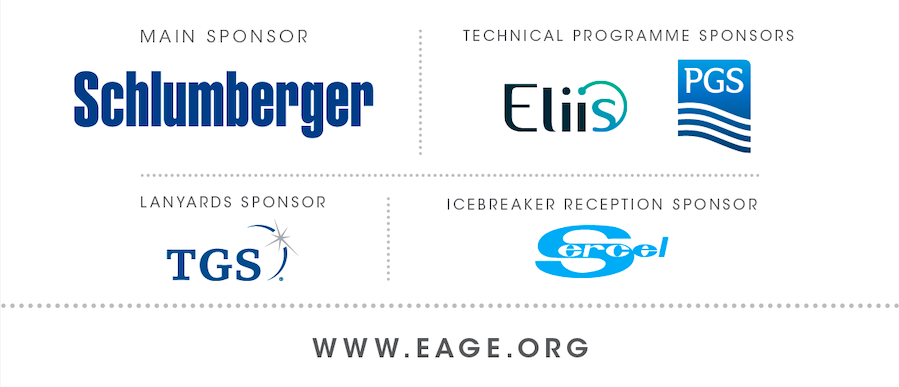 MAIN SPONSOR
Schlumberger
TECHNICAL PROGRAMME SPONSORS
Eliis
PGS
LANYARDS SPONSOR
TGS
ICEBREAKER RECEPTION SPONSOR
Sercel
WWW.EAGE.ORG